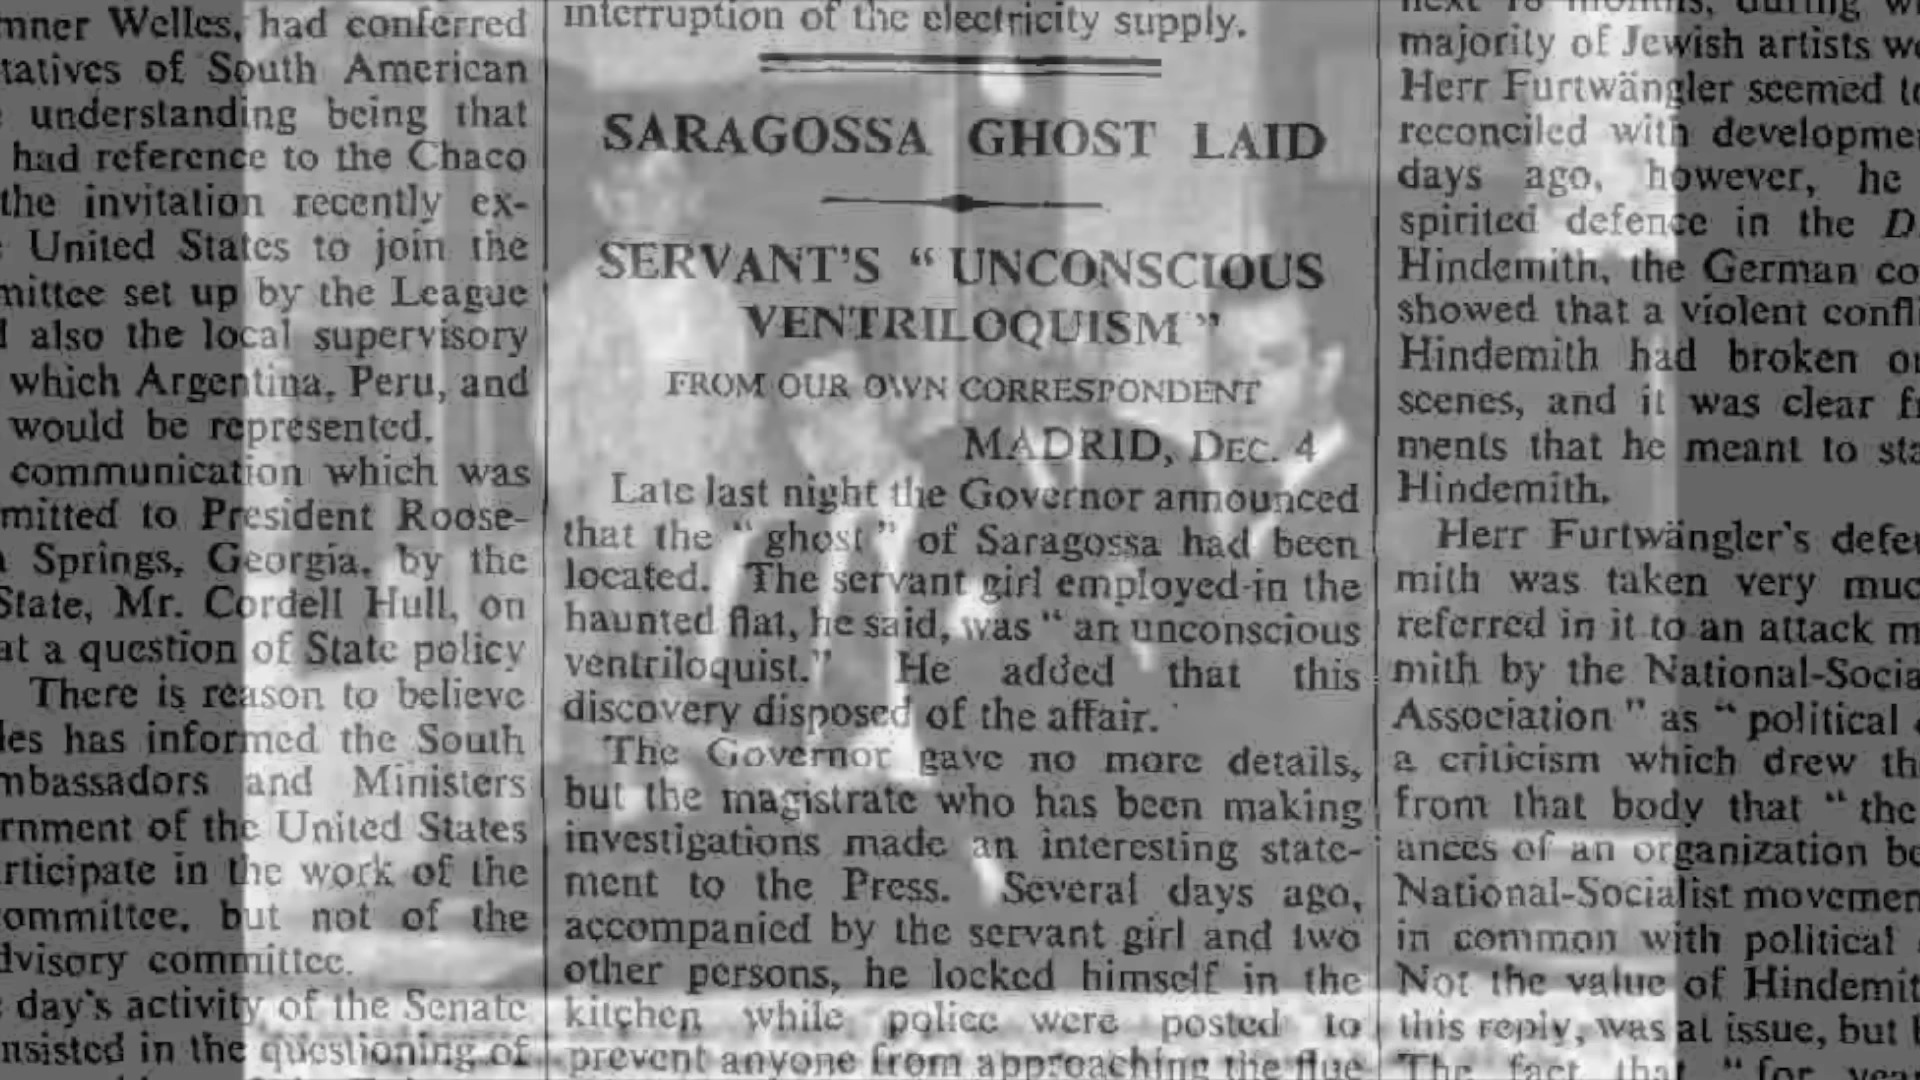 mner Welles, had conferred
tatives of South American
understanding being that
had reference to the Chaco
the invitation recently ex-
United States to join the
mittee set up by the League
also the local supervisory
which Argentina, Peru, and
would be represented.
communication which was
mitted to President Roose-
Springs, Georgia, by the
State, Mr. Cordell Hull, on
at a question of State policy
There is reason to believe
les has informed the South
mbassadors and Ministers
rnment of the United States
articipate in the work of the
committee, but not of the
dvisory committee.
day's activity of the Senate
nsisted in the questioning of
interruption of the electricity supply.
SARAGOSSA GHOST LAID
SERVANT'S “ UNCONSCIOUS
VENTRILOQUISM ”
FROM OUR OWN CORRESPONDENT
MADRID, DEC. 4
Late last night the Governor announced
that the “ ghost ” of Saragossa had been
located. The servant girl employed in the
haunted flat, he said, was “ an unconscious
ventriloquist.” He added that this
discovery disposed of the affair.
The Governor gave no more details,
but the magistrate who has been making
investigations made an interesting state-
ment to the Press. Several days ago,
accompanied by the servant girl and two
other persons, he locked himself in the
kitchen while police were posted to
prevent anyone from approaching the flue
next 18 months, during w
majority of Jewish artists we
Herr Furtwängler seemed to
reconciled with developme
days ago, however, he
spirited defence in the D
Hindemith, the German co
showed that a violent confli
Hindemith had broken o
scenes, and it was clear f
ments that he meant to sta
Hindemith.
Herr Furtwängler's defe
mith was taken very muc
referred in it to an attack m
mith by the National-Socia
Association ” as “ political
a criticism which drew th
from that body that “ the
ances of an organization be
National-Socialist movemen
in common with political
Not the value of Hindemit
this reply, was at issue, but
The fact that “ for year